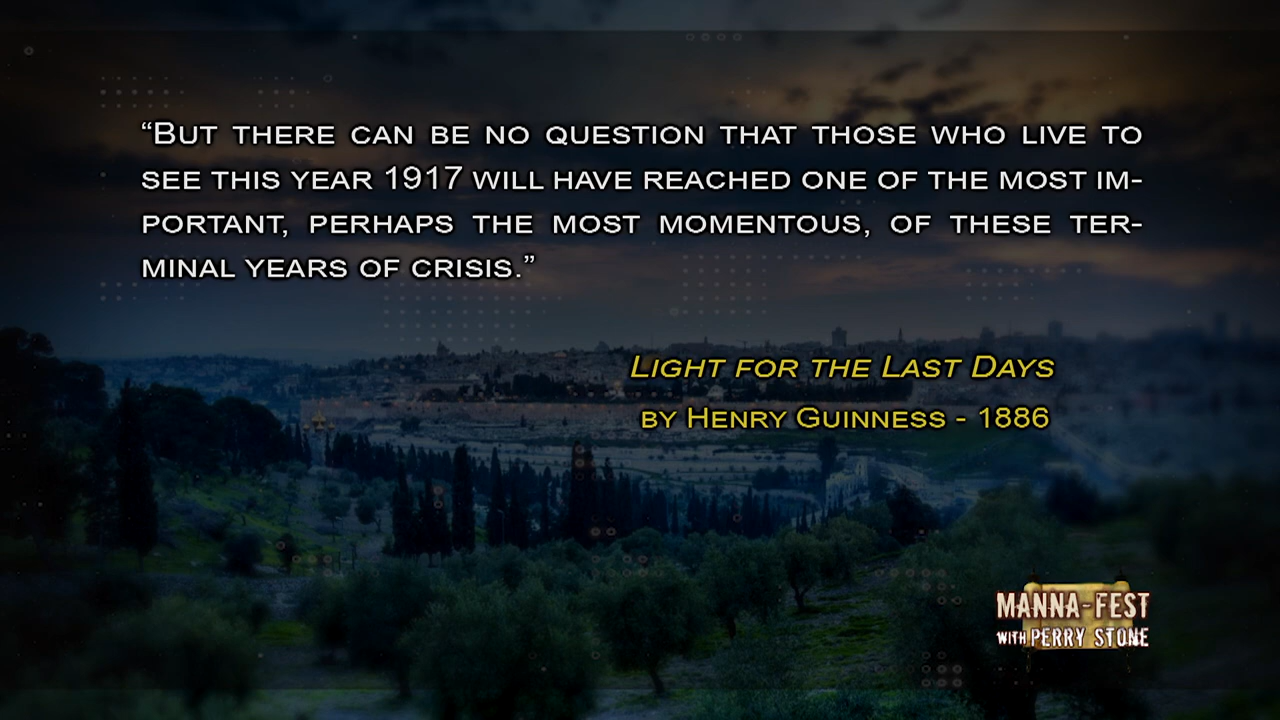 “But there can be no question that those who live to
see this year 1917 will have reached one of the most im-
portant, perhaps the most momentous, of these ter-
minal years of crisis.”
Light for the Last Days
by Henry Guinness - 1886
MANNA-FEST
WITH PERRY STONE